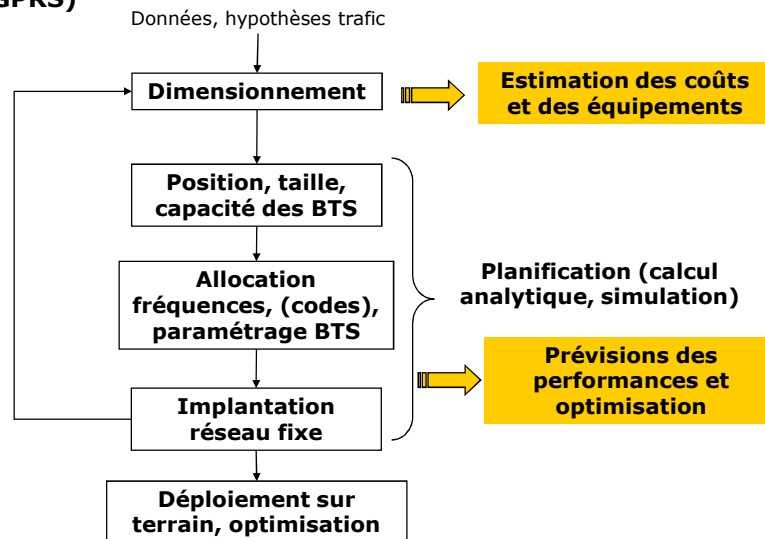 GPRS)
Données, hypothèses trafic
Dimensionnement
Estimation des coûts
et des équipements
Position, taille,
capacité des BTS
Allocation
fréquences, (codes),
paramétrage BTS
Planification (calcul
analytique, simulation)
Prévisions des
performances et
optimisation
Implantation
réseau fixe
Déploiement sur
terrain, optimisation